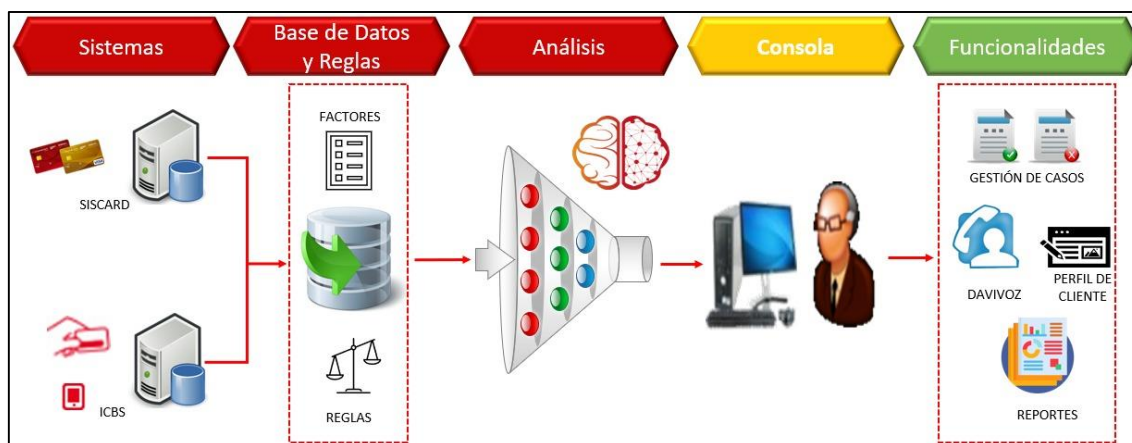 Sistemas
Base de Datos
y Reglas
Análisis
Consola
Funcionalidades
SISCARD
ICBS
FACTORES
REGLAS
GESTIÓN DE CASOS
DAVIVOZ
PERFIL DE
CLIENTE
REPORTES